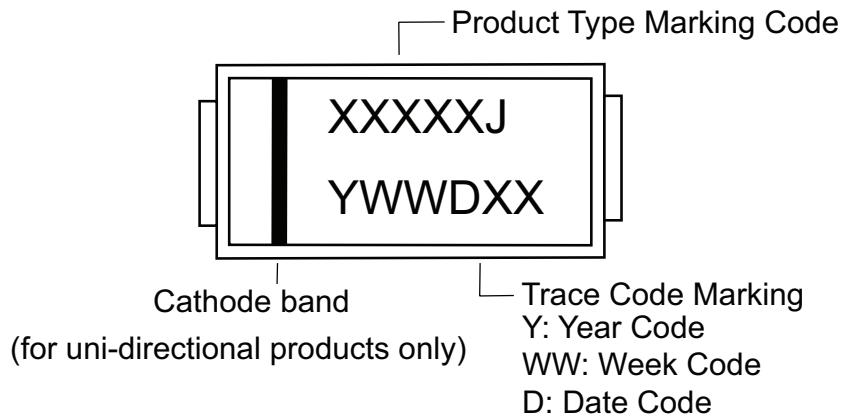 Product Type Marking Code
XXXXXJ
YWWDXX
Cathode band
(for uni-directional products only)
Trace Code Marking
Y: Year Code
WW: Week Code
D: Date Code